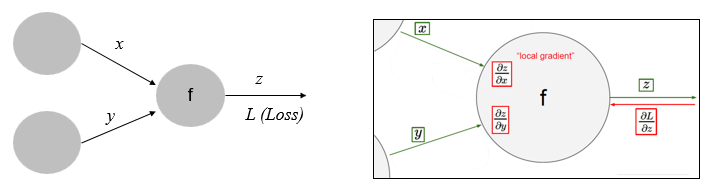 x
f
z
y
L (Loss)
x
"local gradient"
∂z
∂x
f
z
∂z
∂y
∂L
∂z
y